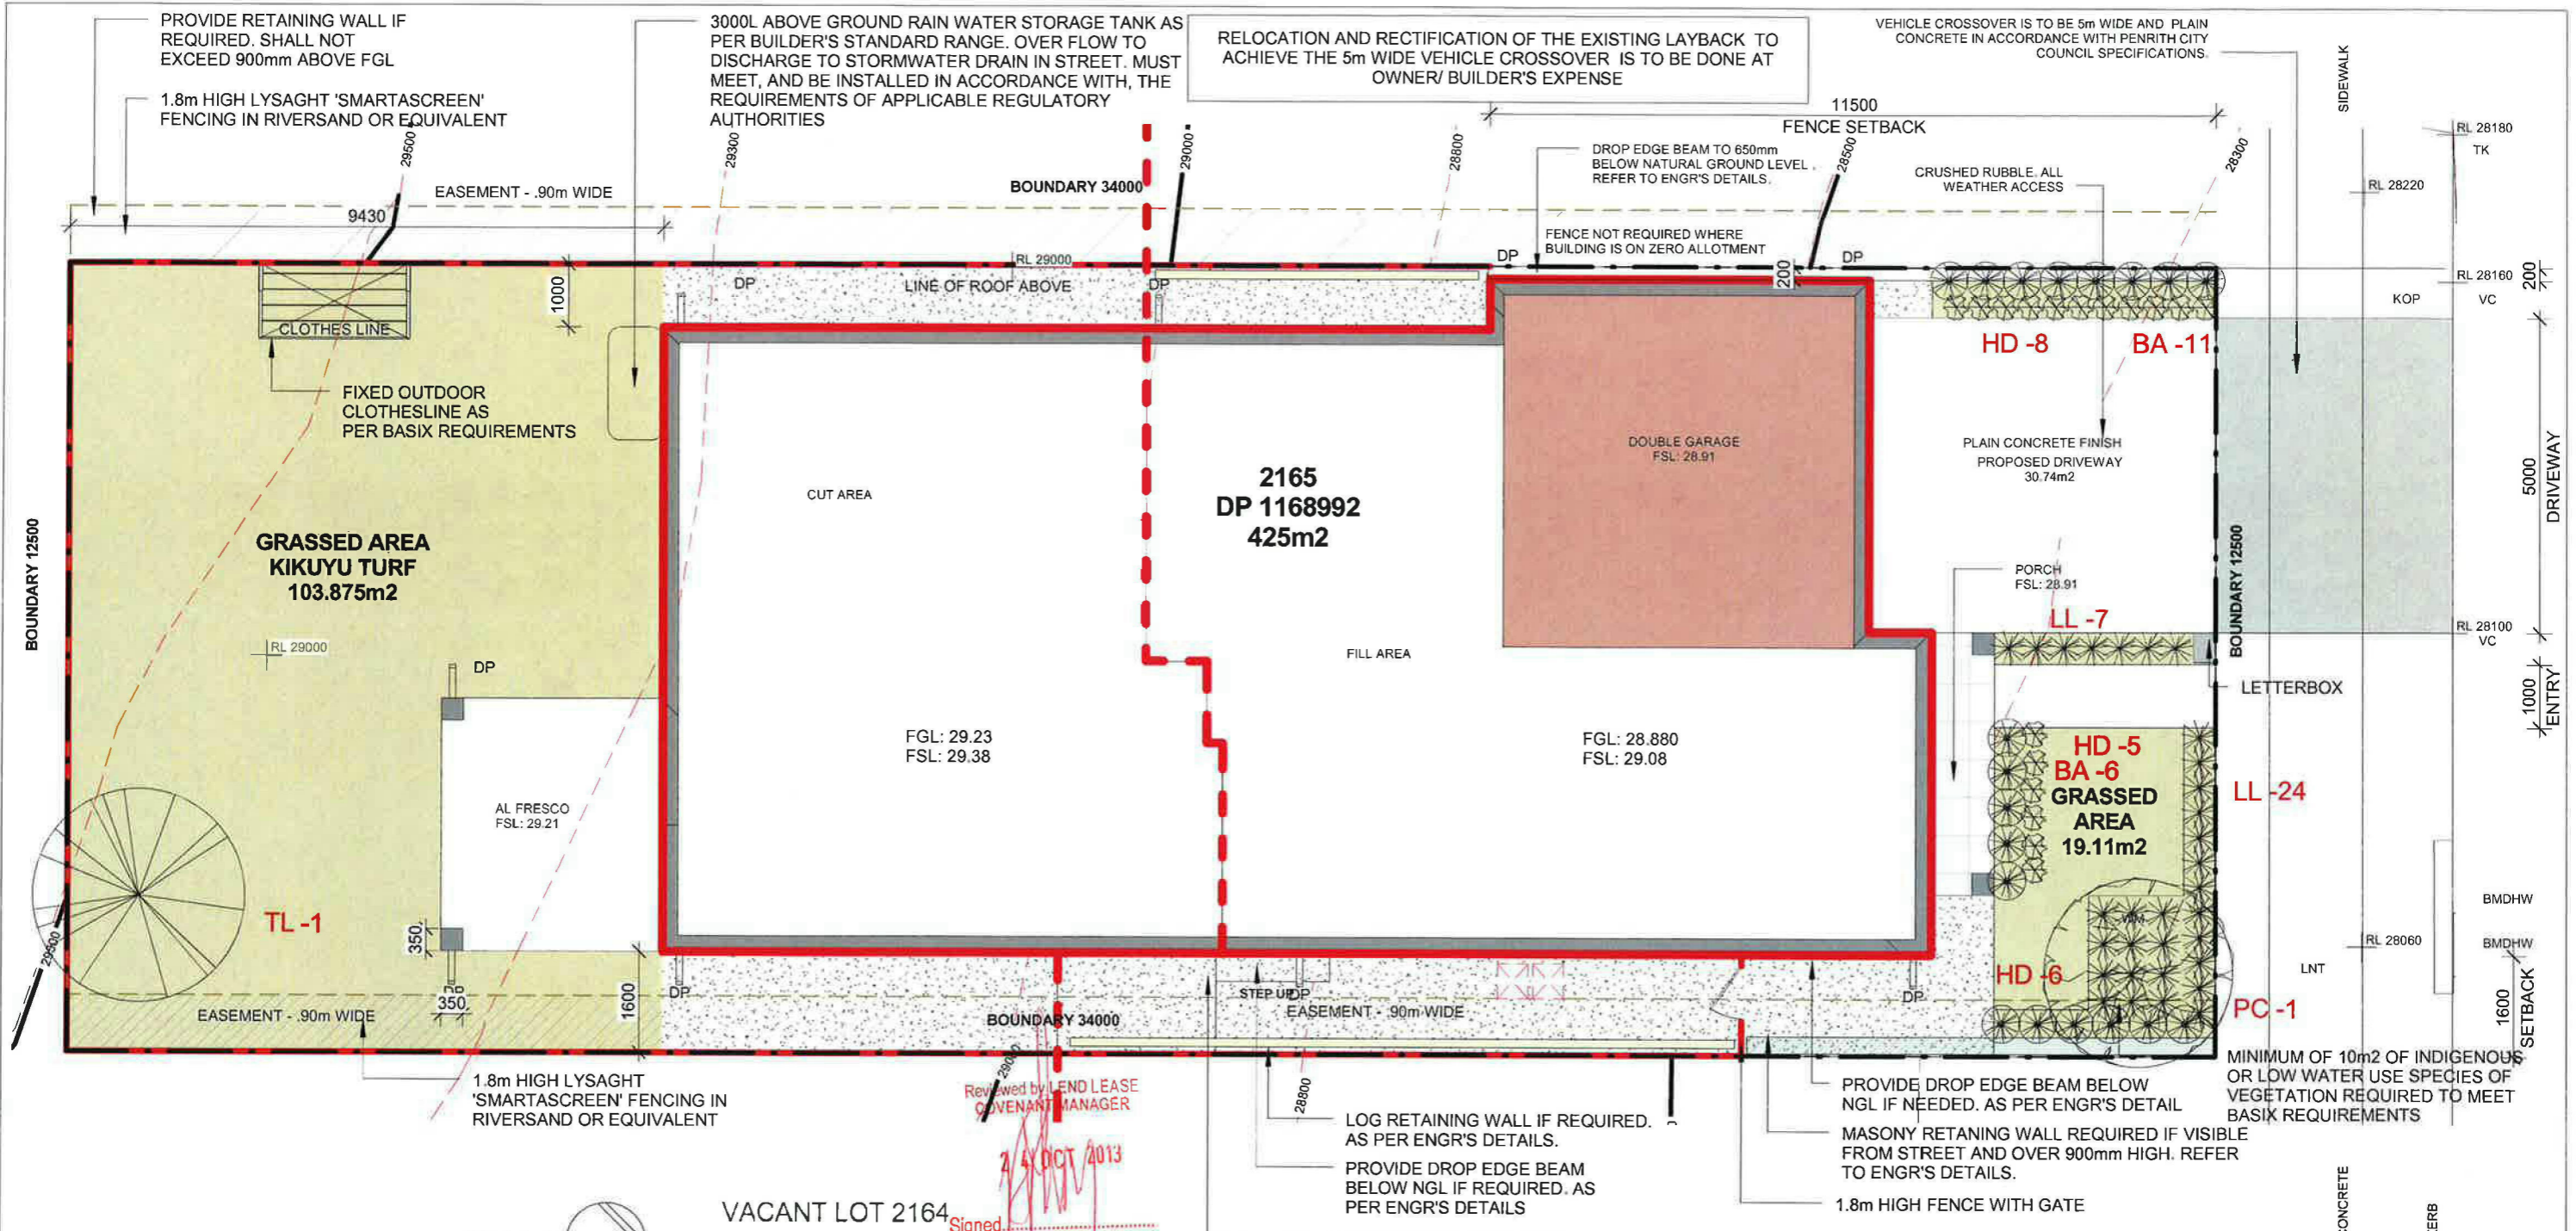 PROVIDE RETAINING WALL IF
REQUIRED. SHALL NOT
EXCEED 900mm ABOVE FGL
1.8m HIGH LYSAGHT 'SMARTASCREEN'
FENCING IN RIVERSAND OR EQUIVALENT
3000L ABOVE GROUND RAIN WATER STORAGE TANK AS
PER BUILDER'S STANDARD RANGE. OVER FLOW TO
DISCHARGE TO STORMWATER DRAIN IN STREET. MUST
MEET, AND BE INSTALLED IN ACCORDANCE WITH, THE
REQUIREMENTS OF APPLICABLE REGULATORY
AUTHORITIES
RELOCATION AND RECTIFICATION OF THE EXISTING LAYBACK TO
ACHIEVE THE 5m WIDE VEHICLE CROSSOVER IS TO BE DONE AT
OWNER/ BUILDER'S EXPENSE
VEHICLE CROSSOVER IS TO BE 5m WIDE AND PLAIN
CONCRETE IN ACCORDANCE WITH PENRITH CITY
COUNCIL SPECIFICATIONS.
SIDEWALK
11500
FENCE SETBACK
RL 28180
TK
29500
29300
29000
28800
28500
28300
DROP EDGE BEAM TO 650mm
BELOW NATURAL GROUND LEVEL.
REFER TO ENGR'S DETAILS.
CRUSHED RUBBLE. ALL
WEATHER ACCESS
RL 28220
EASEMENT - .90m WIDE
BOUNDARY 34000
9430
FENCE NOT REQUIRED WHERE
BUILDING IS ON ZERO ALLOTMENT
RL 29000
DP
DP
200
RL 28160
VC
KOP
200
1000
DP
LINE OF ROOF ABOVE
DP
CLOTHES LINE
HD -8
BA -11
FIXED OUTDOOR
CLOTHESLINE AS
PER BASIX REQUIREMENTS
CUT AREA
2165
DP 1168992
425m2
DOUBLE GARAGE
FSL: 28.91
PLAIN CONCRETE FINISH
PROPOSED DRIVEWAY
30.74m2
5000
DRIVEWAY
BOUNDARY 12500
GRASSED AREA
KIKUYU TURF
103.875m2
PORCH
FSL: 28.91
BOUNDARY 12500
LL -7
RL 28100
VC
RL 29000
DP
FILL AREA
LETTERBOX
1000
ENTRY
FGL: 29.23
FSL: 29.38
FGL: 28.880
FSL: 29.08
HD -5
BA -6
GRASSED
AREA
19.11m2
LL -24
AL FRESCO
FSL: 29.21
TL -1
350
350
DP
29500
1600
BMDHW
BMDHW
RL 28060
LNT
HD -6
PC -1
DP
STEP UP
DP
DP
EASEMENT - .90m WIDE
BOUNDARY 34000
EASEMENT - .90m WIDE
1600
SETBACK
29000
28800
1.8m HIGH LYSAGHT
'SMARTASCREEN' FENCING IN
RIVERSAND OR EQUIVALENT
Reviewed by LEND LEASE
COVENANT MANAGER
24 OCT 2013
Signed
LOG RETAINING WALL IF REQUIRED.
AS PER ENGR'S DETAILS.
PROVIDE DROP EDGE BEAM
BELOW NGL IF REQUIRED. AS
PER ENGR'S DETAILS
PROVIDE DROP EDGE BEAM BELOW
NGL IF NEEDED. AS PER ENGR'S DETAIL
MASONY RETANING WALL REQUIRED IF VISIBLE
FROM STREET AND OVER 900mm HIGH. REFER
TO ENGR'S DETAILS.
1.8m HIGH FENCE WITH GATE
MINIMUM OF 10m2 OF INDIGENOUS
OR LOW WATER USE SPECIES OF
VEGETATION REQUIRED TO MEET
BASIX REQUIREMENTS
VACANT LOT 2164
CONCRETE